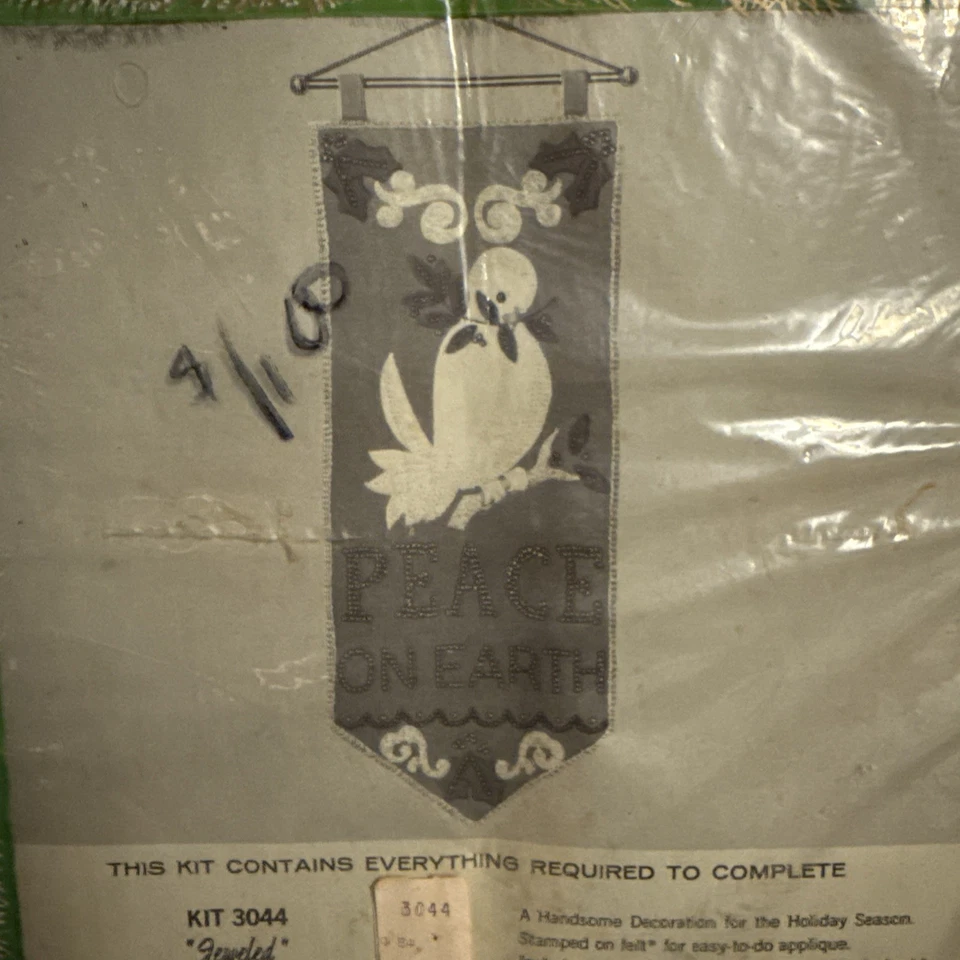 4/10
PEACE
ON EARTH
THIS KIT CONTAINS EVERYTHING REQUIRED TO COMPLETE
KIT 3044
"Jeweled"
3044
A Handsome Decoration for the Holiday Season.
Stamped on felt* for easy-to-do applique.